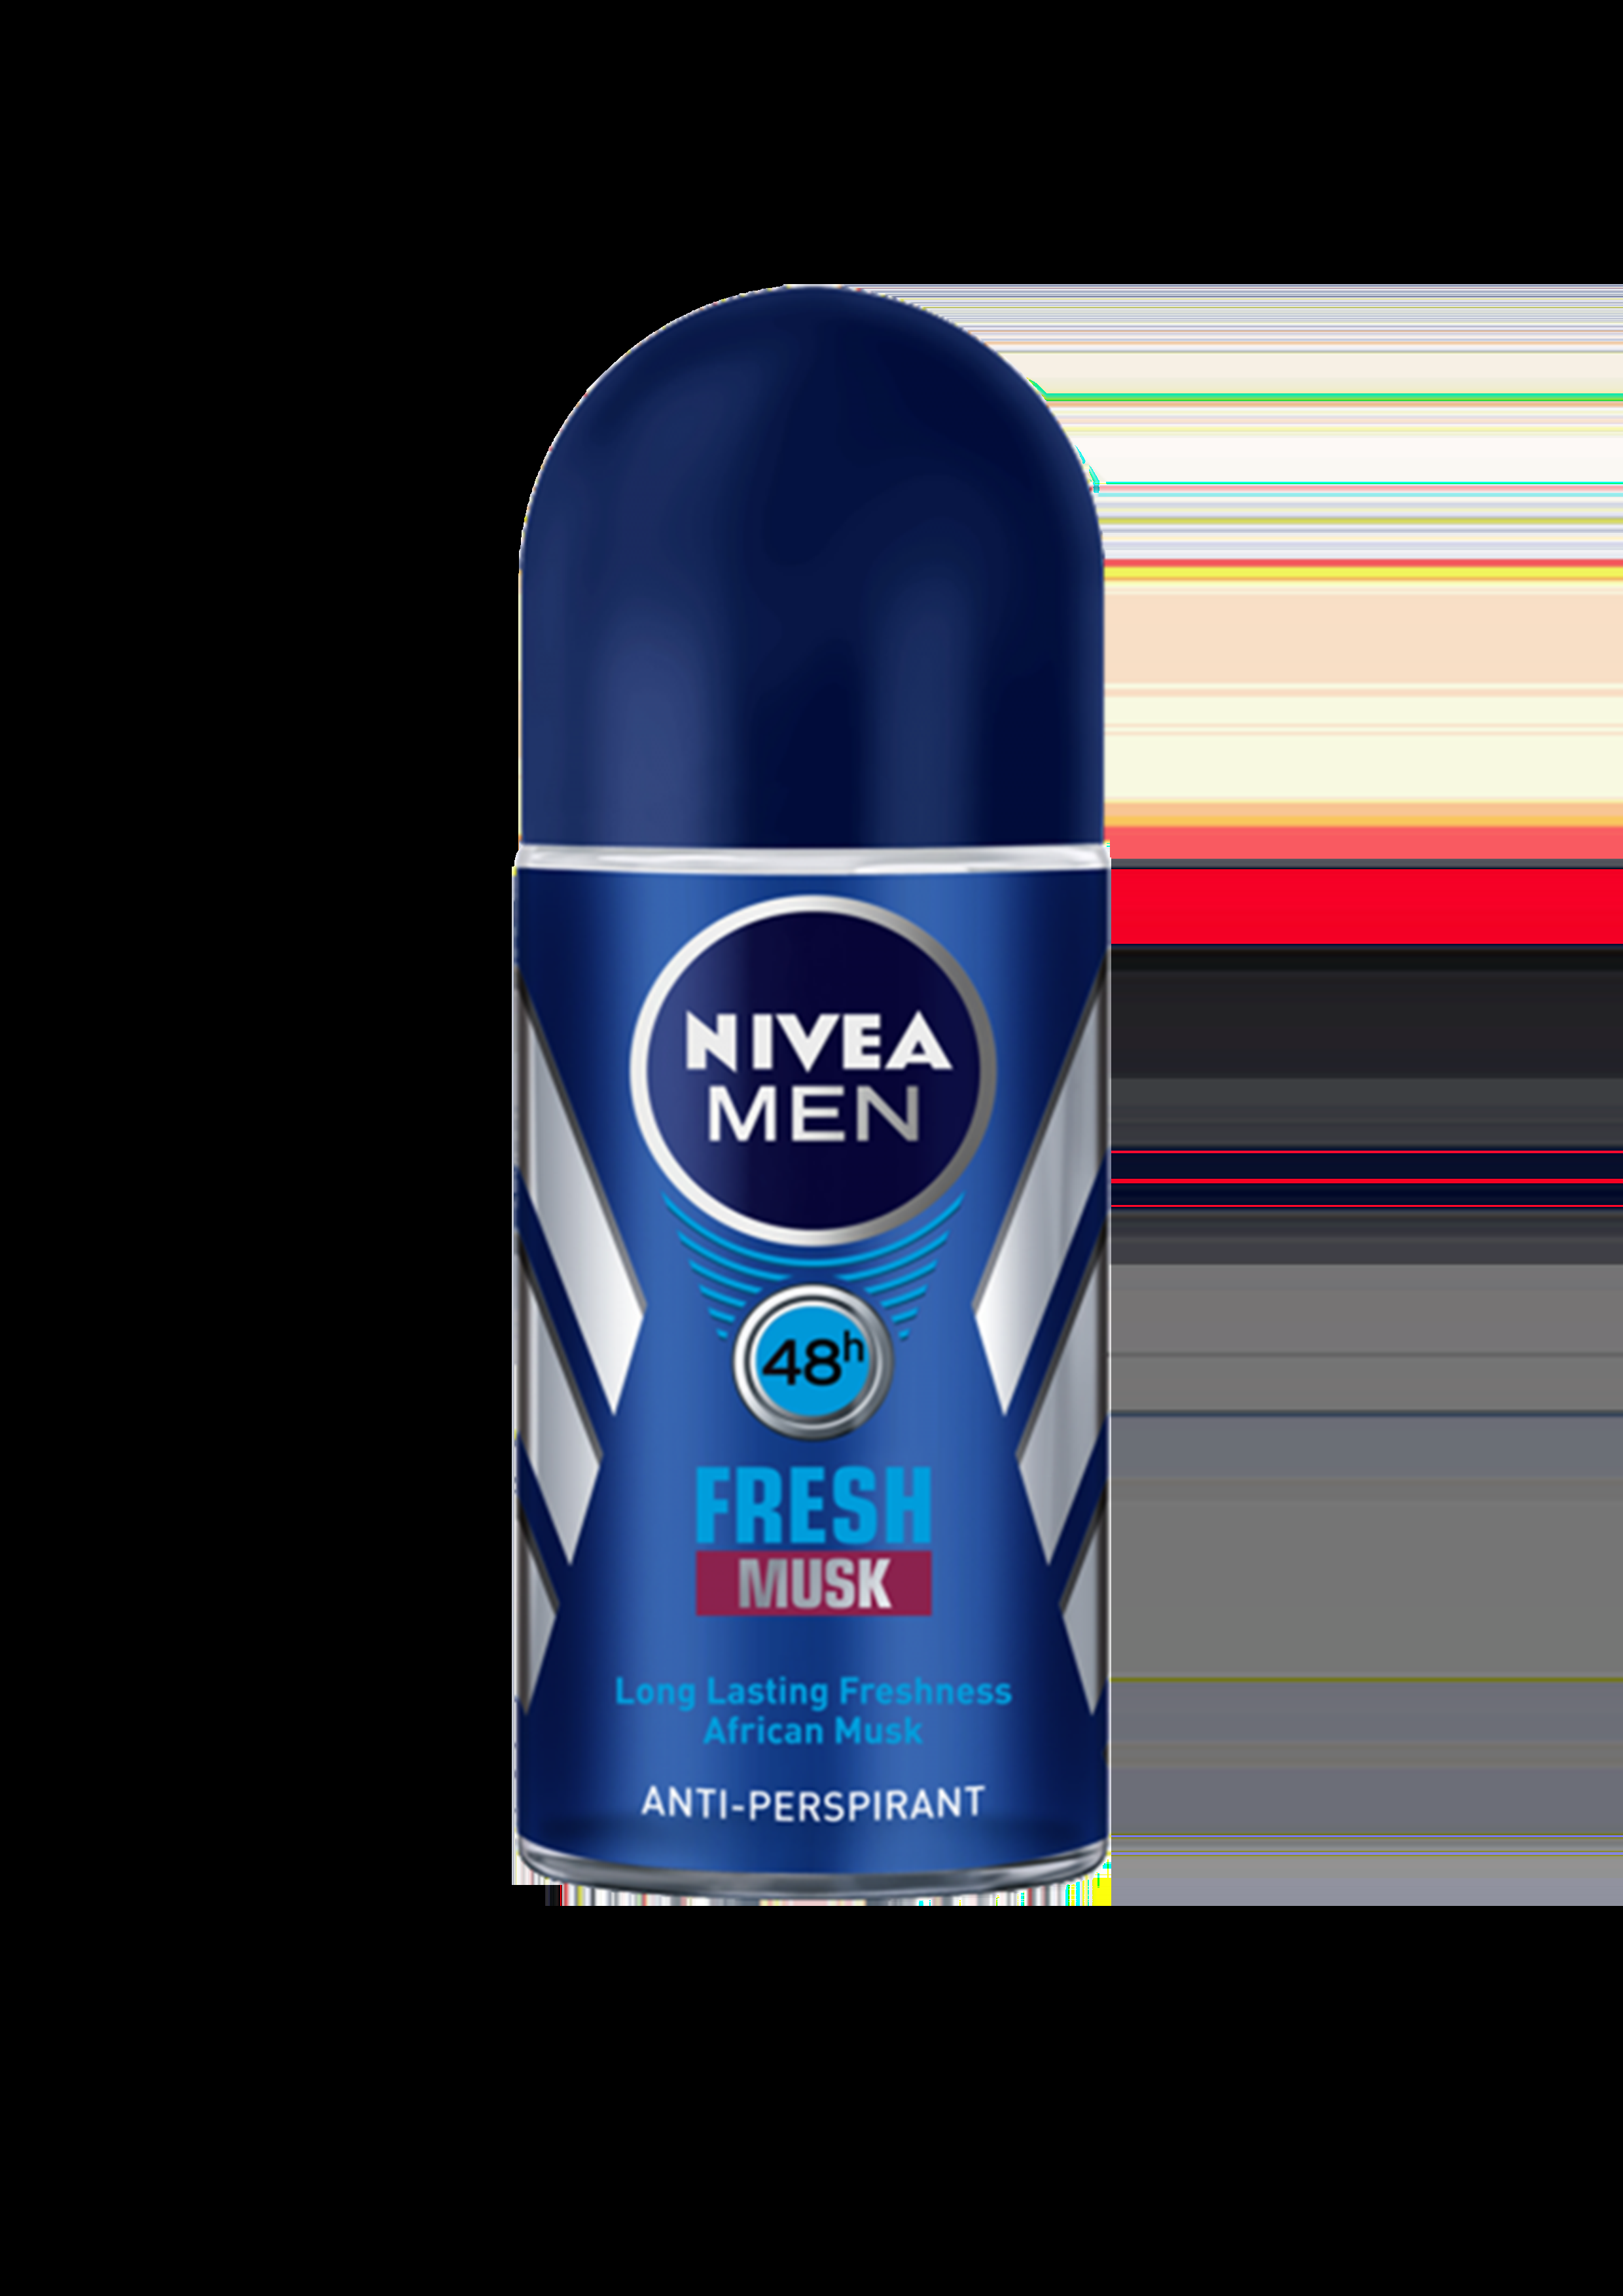 NIVEA
MEN
48h
FRESH
MUSK
Long Lasting Freshness
African Musk
ANTI-PERSPIRANT